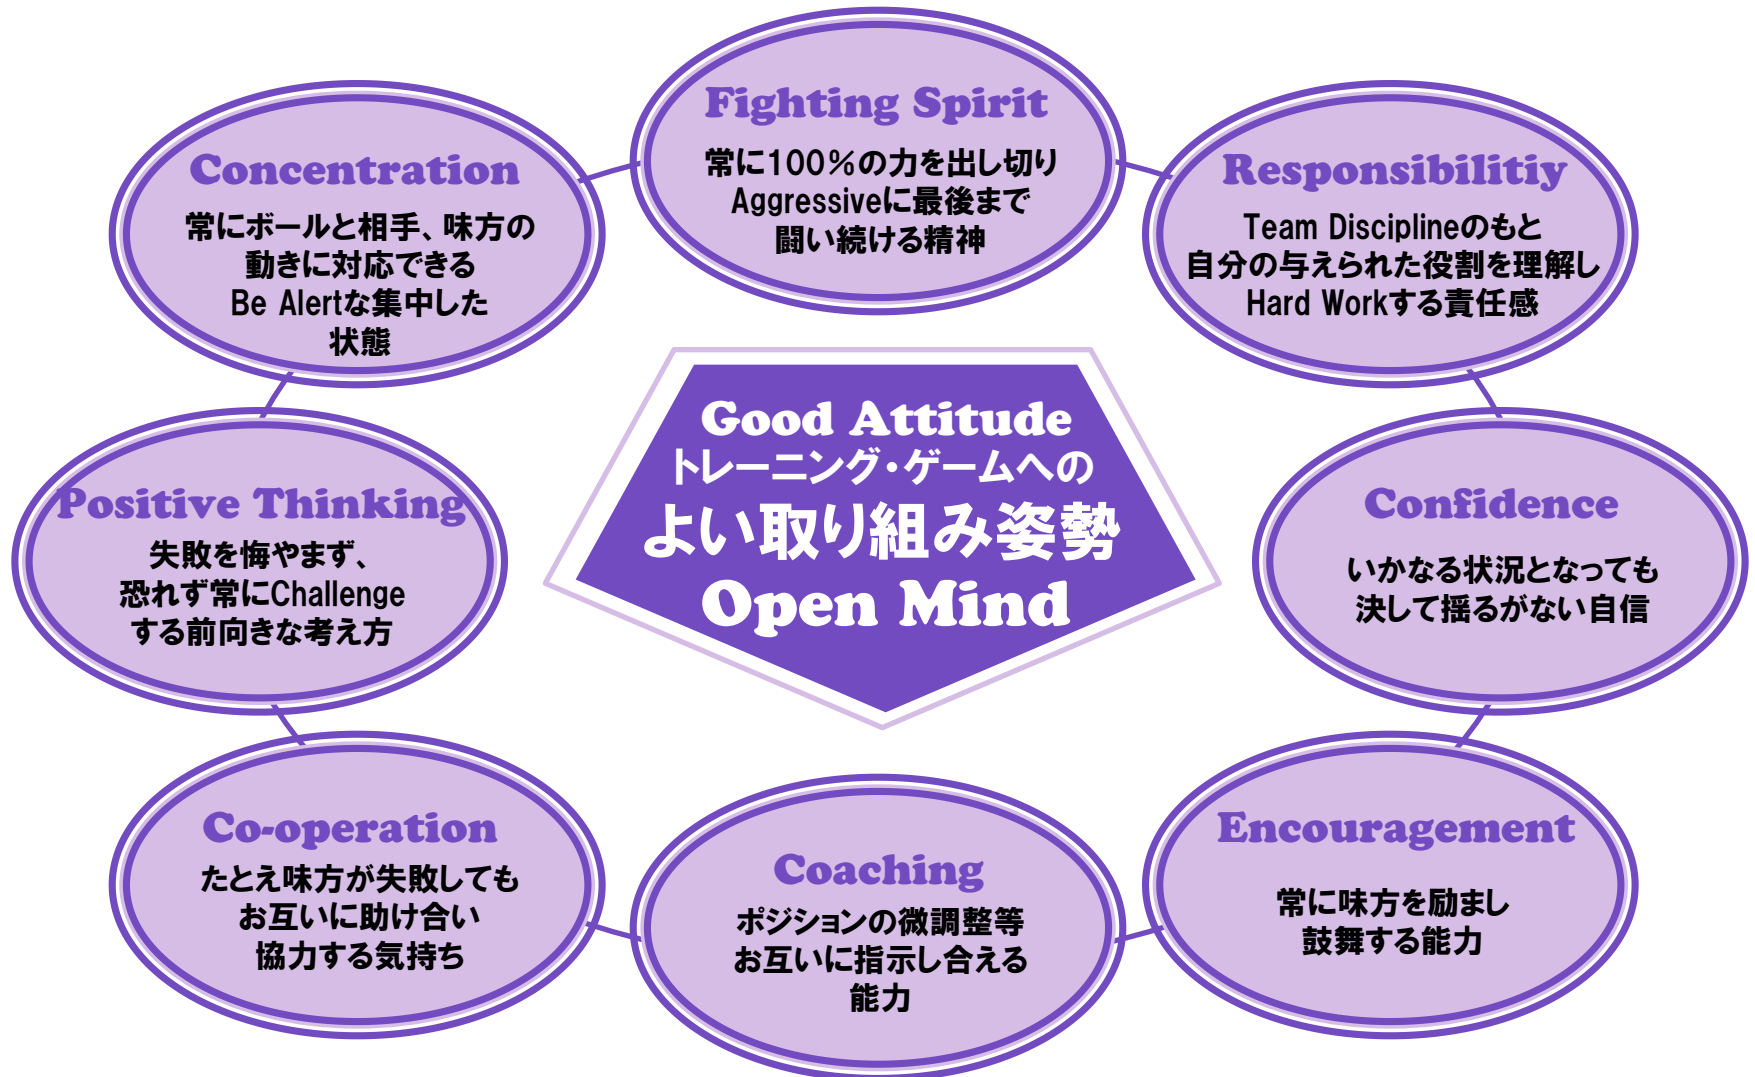 Fighting Spirit
常に100%の力を出し切り
Aggressiveに最後まで
闘い続ける精神
Concentration
常にボールと相手、味方の
動きに対応できる
Be Alertな集中した
状態
Responsibilitiy
Team Disciplineのもと
自分の与えられた役割を理解し
Hard Workする責任感
Good Attitude
トレーニング・ゲームへの
よい取り組み姿勢
Open Mind
Positive Thinking
失敗を悔やまず、
恐れず常にChallenge
する前向きな考え方
Confidence
いかなる状況となっても
決して揺るがない自信
Co-operation
たとえ味方が失敗しても
お互いに助け合い
協力する気持ち
Coaching
ポジションの微調整等
お互いに指示し合える
能力
Encouragement
常に味方を励まし
鼓舞する能力